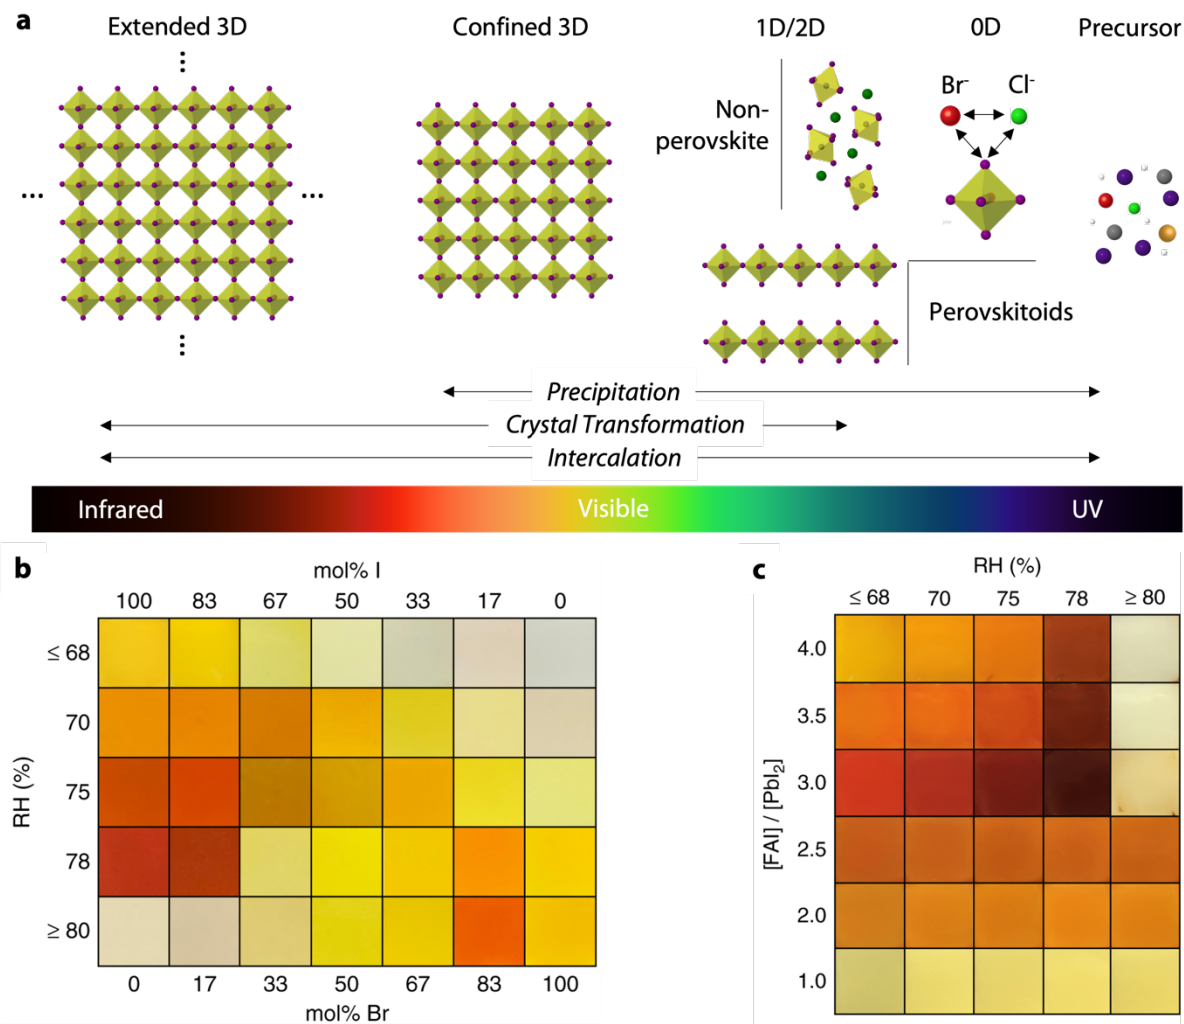 a
Extended 3D
Confined 3D
1D/2D
0D
Precursor
Br-
Cl-
Non-
perovskite
Perovskitoids
Precipitation
Crystal Transformation
Intercalation
Infrared
Visible
UV
b
mol% I
100 83 67 50 33 17 0
RH (%)
≤ 68
70
75
78
≥ 80
0 17 33 50 67 83 100
mol% Br
c
RH (%)
≤ 68 70 75 78 ≥ 80
[FAI] / [PbI2]
4.0
3.5
3.0
2.5
2.0
1.0